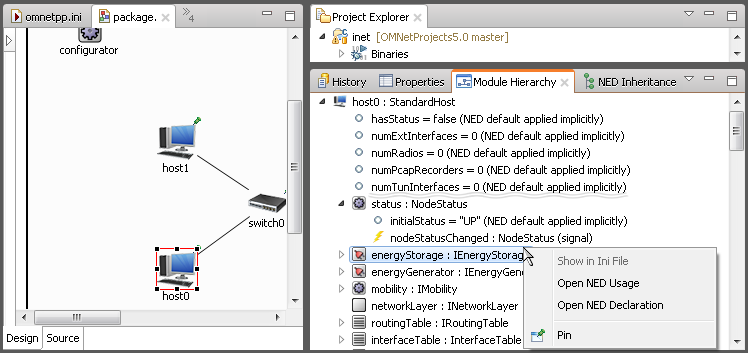 omnetpp.ini
package.
4
configurator
host1
switch0
host0
Design
Source
Project Explorer
inet [OMNetProjects5.0 master]
Binaries
History
Properties
Module Hierarchy
NED Inheritance
host0 : StandardHost
hasStatus = false (NED default applied implicitly)
numExtInterfaces = 0 (NED default applied implicitly)
numRadios = 0 (NED default applied implicitly)
numPcapRecorders = 0 (NED default applied implicitly)
numTunInterfaces = 0 (NED default applied implicitly)
status : NodeStatus
initialStatus = "UP" (NED default applied implicitly)
nodeStatusChanged : NodeStatus (signal)
energyStorage : IEnergyStorag
energyGenerator : IEnergyGen
mobility : IMobility
networkLayer : INetworkLayer
routingTable : IRoutingTable
interfaceTable : InterfaceTable
Show in Ini File
Open NED Usage
Open NED Declaration
Pin